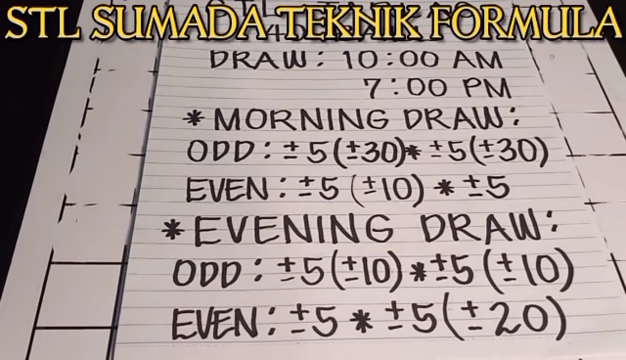 STL SUMADA TEKNIK FORMULA
DRAW: 10:00 AM
7:00 PM
*MORNING DRAW:
ODD: ±5(±30)* ±5(±30)
EVEN: ±5 (±10) * ±5
*EVENING DRAW:
ODD: ±5(±10)*±5(±10)
EVEN: ±5 * ±5(±20)